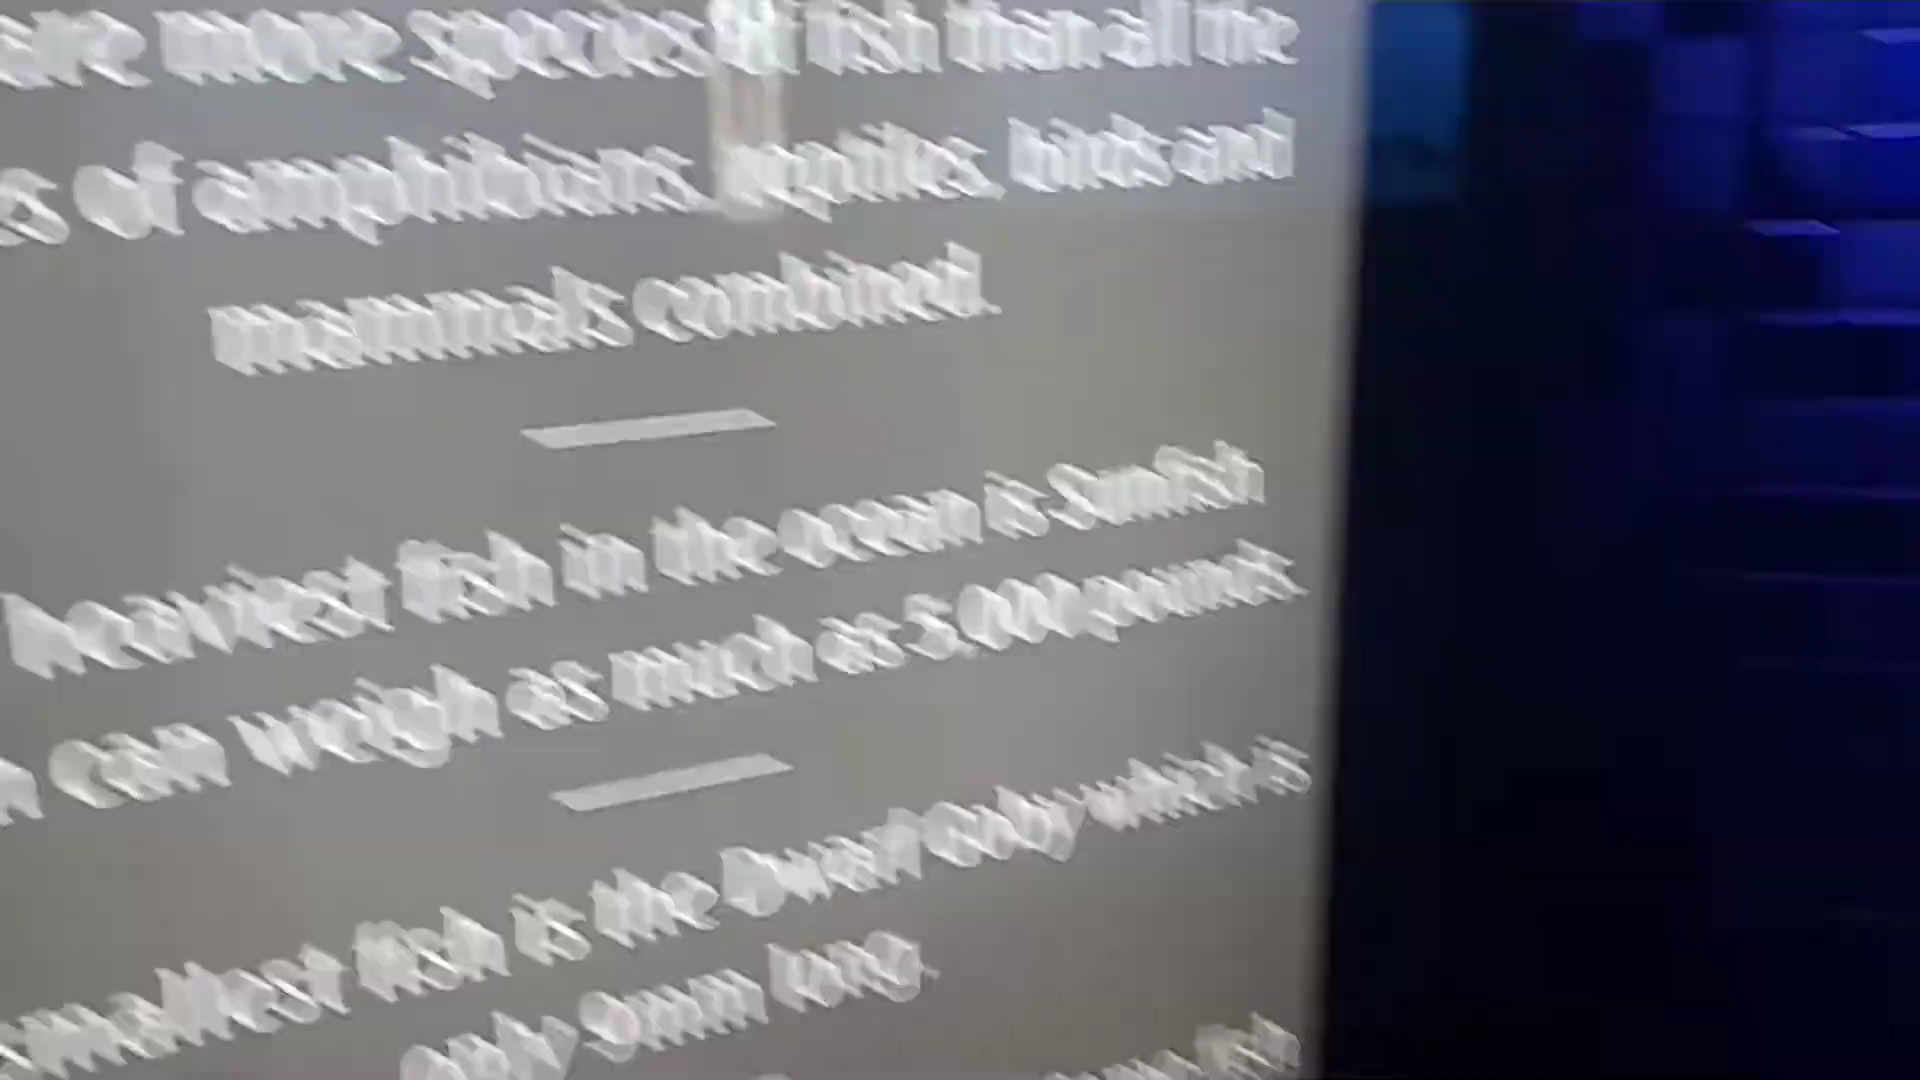 are more species of fish than all the
s of amphibians, reptiles, birds and
mammals combined.
heaviest fish in the ocean is Sunfish
can weigh as much as 5,000 pounds.
smallest fish is the Dwarf Goby which is
only 9mm long.